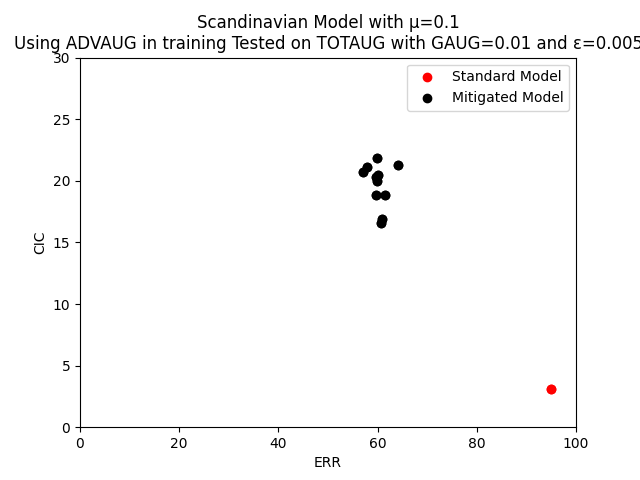 Scandinavian Model with μ=0.1
Using ADVAUG in training Tested on TOTAUG with GAUG=0.01 and ε=0.005
30
25
20
15
10
5
0
CIC
Standard Model
Mitigated Model
0 20 40 60 80 100
ERR